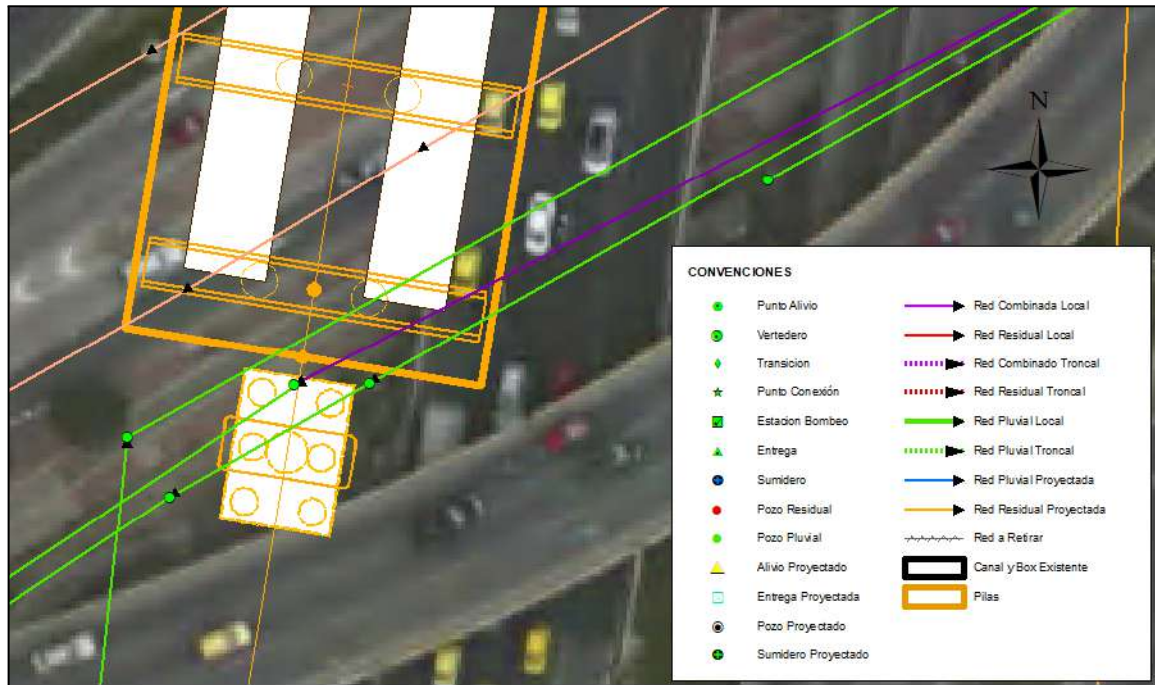 N
CONVENCIONES
Punto Alivio
Vertedero
Transicion
Punto Conexión
Estacion Bombeo
Entrega
Sumidero
Pozo Residual
Pozo Pluvial
Alivio Proyectado
Entrega Proyectada
Pozo Proyectado
Sumidero Proyectado
Red Combinada Local
Red Residual Local
Red Combinado Troncal
Red Residual Troncal
Red Pluvial Local
Red Pluvial Troncal
Red Pluvial Proyectada
Red Residual Proyectada
Red a Retirar
Canal y Box Existente
Pilas